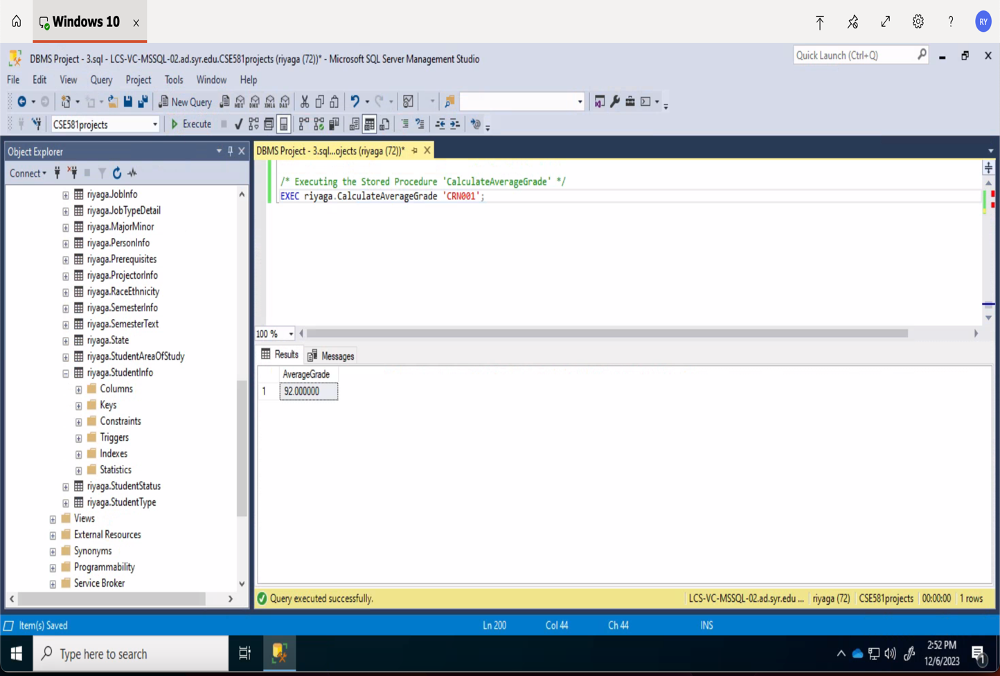 Windows 10
RY
DBMS Project - 3.sql - LCS-VC-MSSQL-02.ad.syr.edu.CSE581projects (riyaga (72))* - Microsoft SQL Server Management Studio
Quick Launch (Ctrl+Q)
File Edit View Query Project Tools Window Help
New Query
MDX DMX XMLA DAX
CSE581projects
Execute
Object Explorer
DBMS Project - 3.sql...ojects (riyaga (72))*
Connect
/* Executing the Stored Procedure 'CalculateAverageGrade' */
EXEC riyaga.CalculateAverageGrade 'CRN001';
riyaga.JobInfo
riyaga.JobTypeDetail
riyaga.MajorMinor
riyaga.PersonInfo
riyaga.Prerequisites
riyaga.ProjectorInfo
riyaga.RaceEthnicity
riyaga.SemesterInfo
riyaga.SemesterText
riyaga.State
riyaga.StudentAreaOfStudy
riyaga.StudentInfo
Columns
Keys
Constraints
Triggers
Indexes
Statistics
riyaga.StudentStatus
riyaga.StudentType
Views
External Resources
Synonyms
Programmability
Service Broker
100 %
Results Messages
AverageGrade
1 92.000000
Query executed successfully.
LCS-VC-MSSQL-02.ad.syr.edu ... riyaga (72) CSE581projects 00:00:00 1 rows
Item(s) Saved
Ln 200 Col 44 Ch 44 INS
Type here to search
2:52 PM
12/6/2023
1